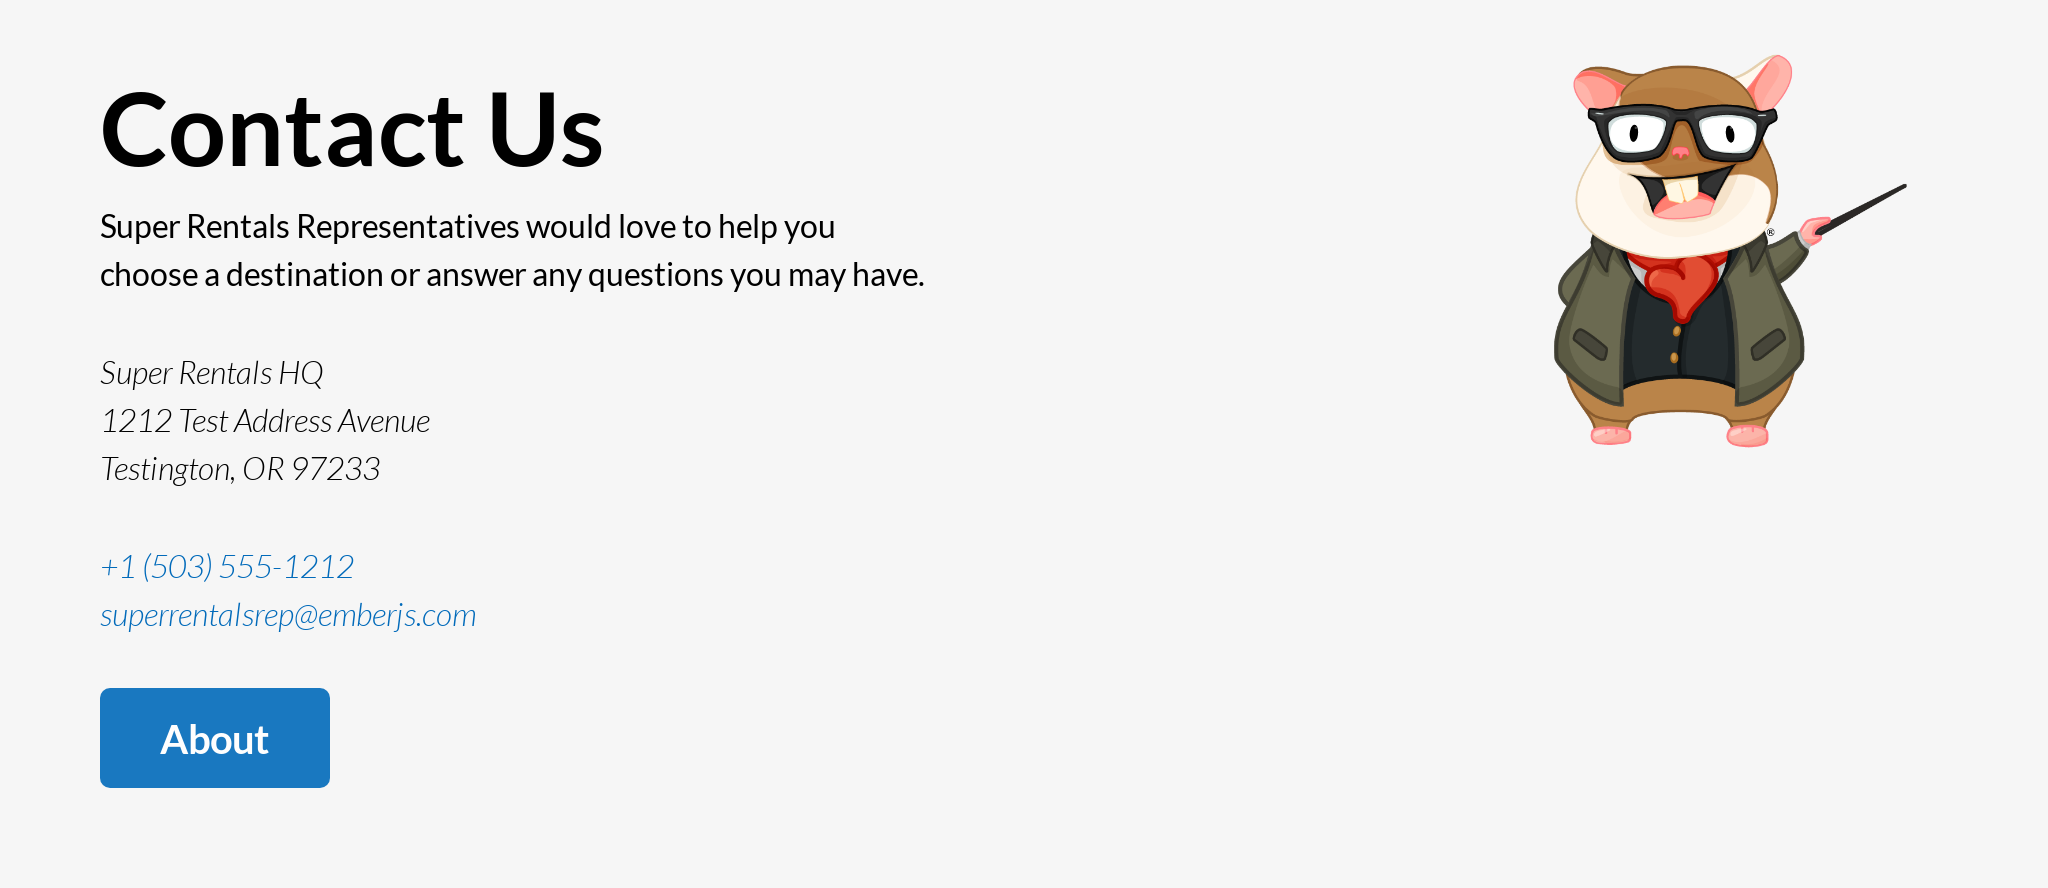 Contact Us
Super Rentals Representatives would love to help you
choose a destination or answer any questions you may have.
Super Rentals HQ
1212 Test Address Avenue
Testington, OR 97233
+1 (503) 555-1212
superrentalsrep@emberjs.com
About
®